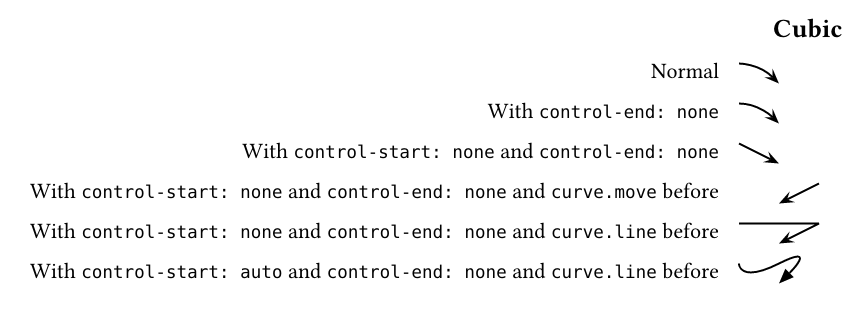 Cubic
Normal
With control-end: none
With control-start: none and control-end: none
With control-start: none and control-end: none and curve.move before
With control-start: none and control-end: none and curve.line before
With control-start: auto and control-end: none and curve.line before